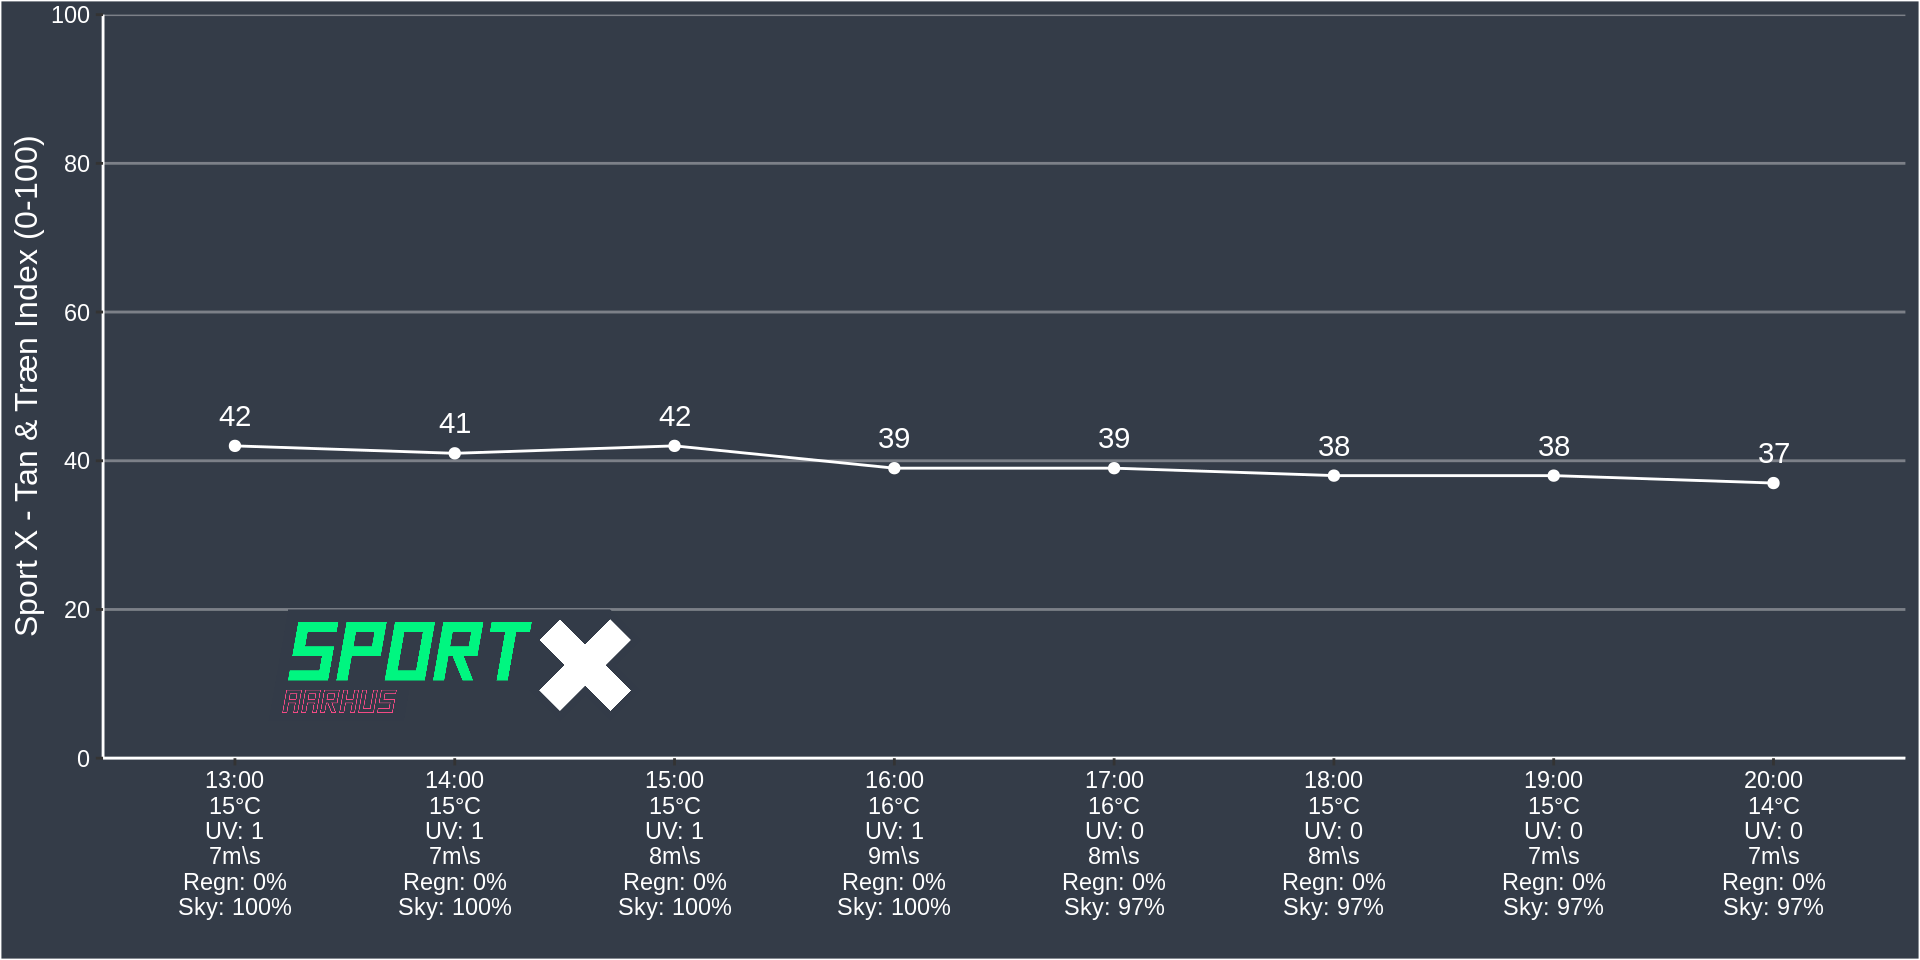 Sport X - Tan & Træn Index (0-100)
100
80
60
40
20
0
42
41
42
39
39
38
38
37
SPORT X
AARHUS
13:00
15°C
UV: 1
7m\s
Regn: 0%
Sky: 100%
14:00
15°C
UV: 1
7m\s
Regn: 0%
Sky: 100%
15:00
15°C
UV: 1
8m\s
Regn: 0%
Sky: 100%
16:00
16°C
UV: 1
9m\s
Regn: 0%
Sky: 100%
17:00
16°C
UV: 0
8m\s
Regn: 0%
Sky: 97%
18:00
15°C
UV: 0
8m\s
Regn: 0%
Sky: 97%
19:00
15°C
UV: 0
7m\s
Regn: 0%
Sky: 97%
20:00
14°C
UV: 0
7m\s
Regn: 0%
Sky: 97%